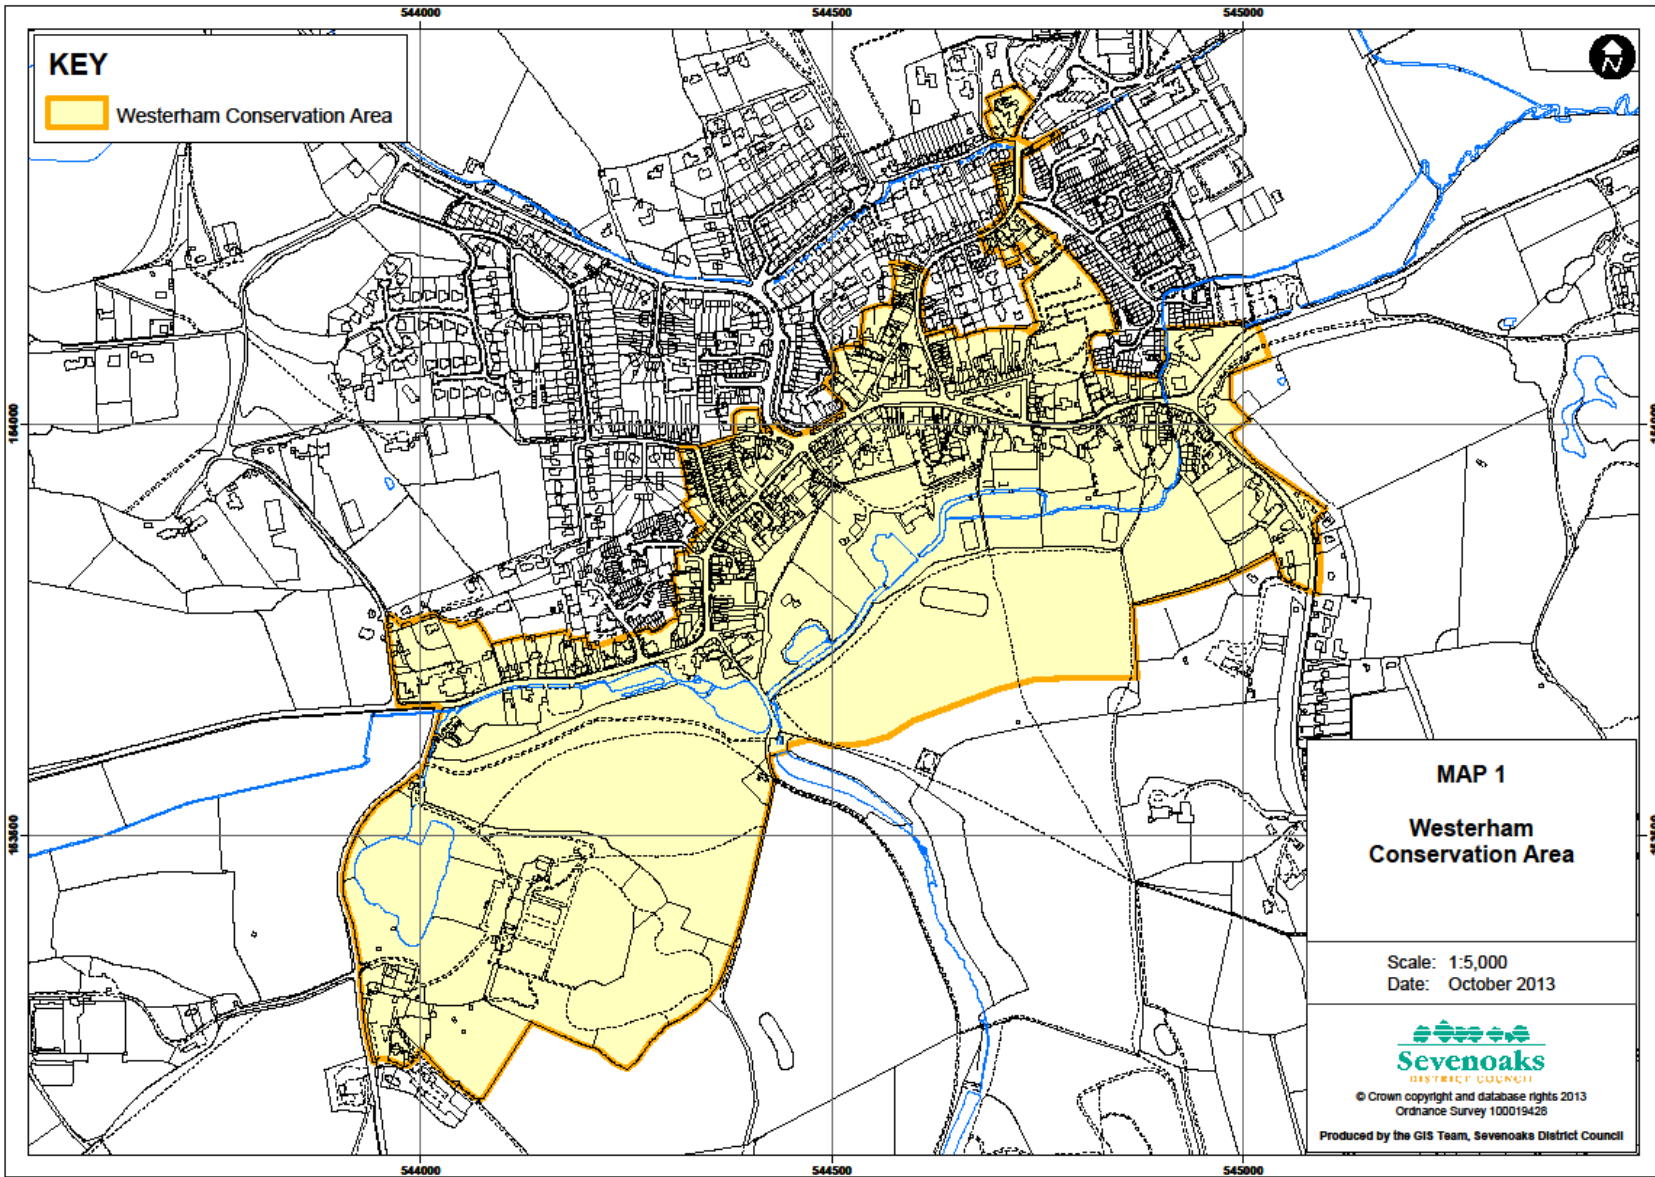 544000
544500
545000
KEY
Westerham Conservation Area
N
164000
163500
MAP 1
Westerham
Conservation Area
Scale: 1:5,000
Date: October 2013
Sevenoaks
DISTRICT COUNCIL
© Crown copyright and database rights 2013
Ordnance Survey 100019428
Produced by the GIS Team, Sevenoaks District Council
544000
544500
545000